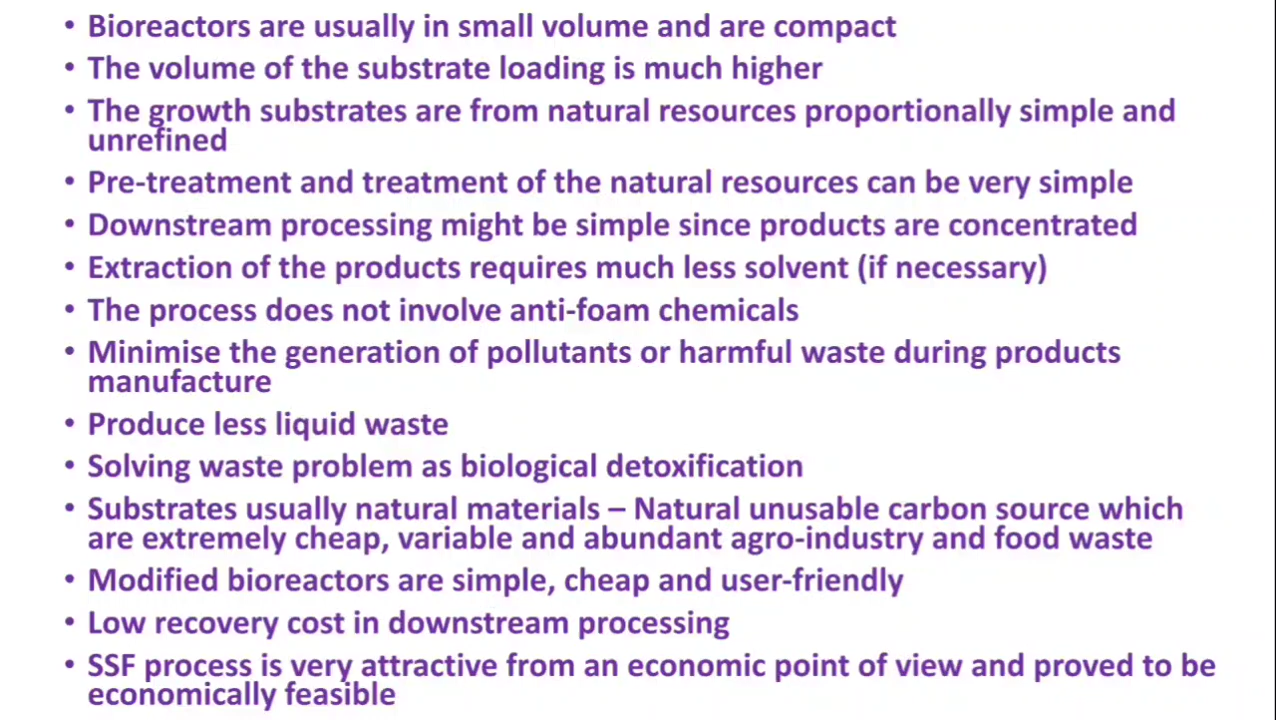 • Bioreactors are usually in small volume and are compact
• The volume of the substrate loading is much higher
• The growth substrates are from natural resources proportionally simple and
unrefined
• Pre-treatment and treatment of the natural resources can be very simple
• Downstream processing might be simple since products are concentrated
• Extraction of the products requires much less solvent (if necessary)
• The process does not involve anti-foam chemicals
• Minimise the generation of pollutants or harmful waste during products
manufacture
• Produce less liquid waste
• Solving waste problem as biological detoxification
• Substrates usually natural materials – Natural unusable carbon source which
are extremely cheap, variable and abundant agro-industry and food waste
• Modified bioreactors are simple, cheap and user-friendly
• Low recovery cost in downstream processing
• SSF process is very attractive from an economic point of view and proved to be
economically feasible